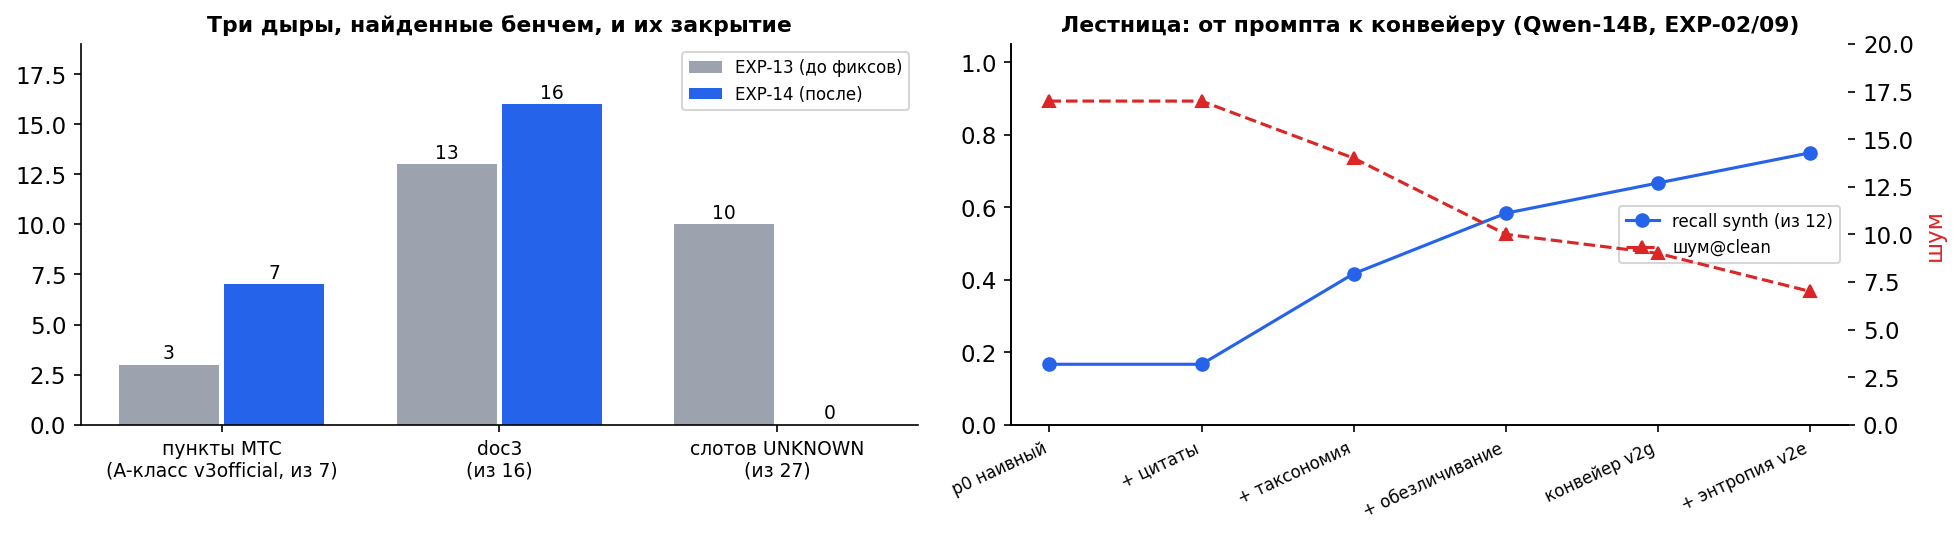 Три дыры, найденные бенчем, и их закрытие
17.5
15.0
12.5
10.0
7.5
5.0
2.5
0.0
EXP-13 (до фиксов)
EXP-14 (после)
3
7
13
16
10
0
пункты МТС
(А-класс v3official, из 7)
doc3
(из 16)
слотов UNKNOWN
(из 27)
Лестница: от промпта к конвейеру (Qwen-14B, EXP-02/09)
1.0
0.8
0.6
0.4
0.2
0.0
recall synth (из 12)
шум@clean
20.0
17.5
15.0
12.5
10.0
7.5
5.0
2.5
0.0
шум
p0 наивный
+ цитаты
+ таксономия
+ обезличивание
конвейер v2g
+ энтропия v2e